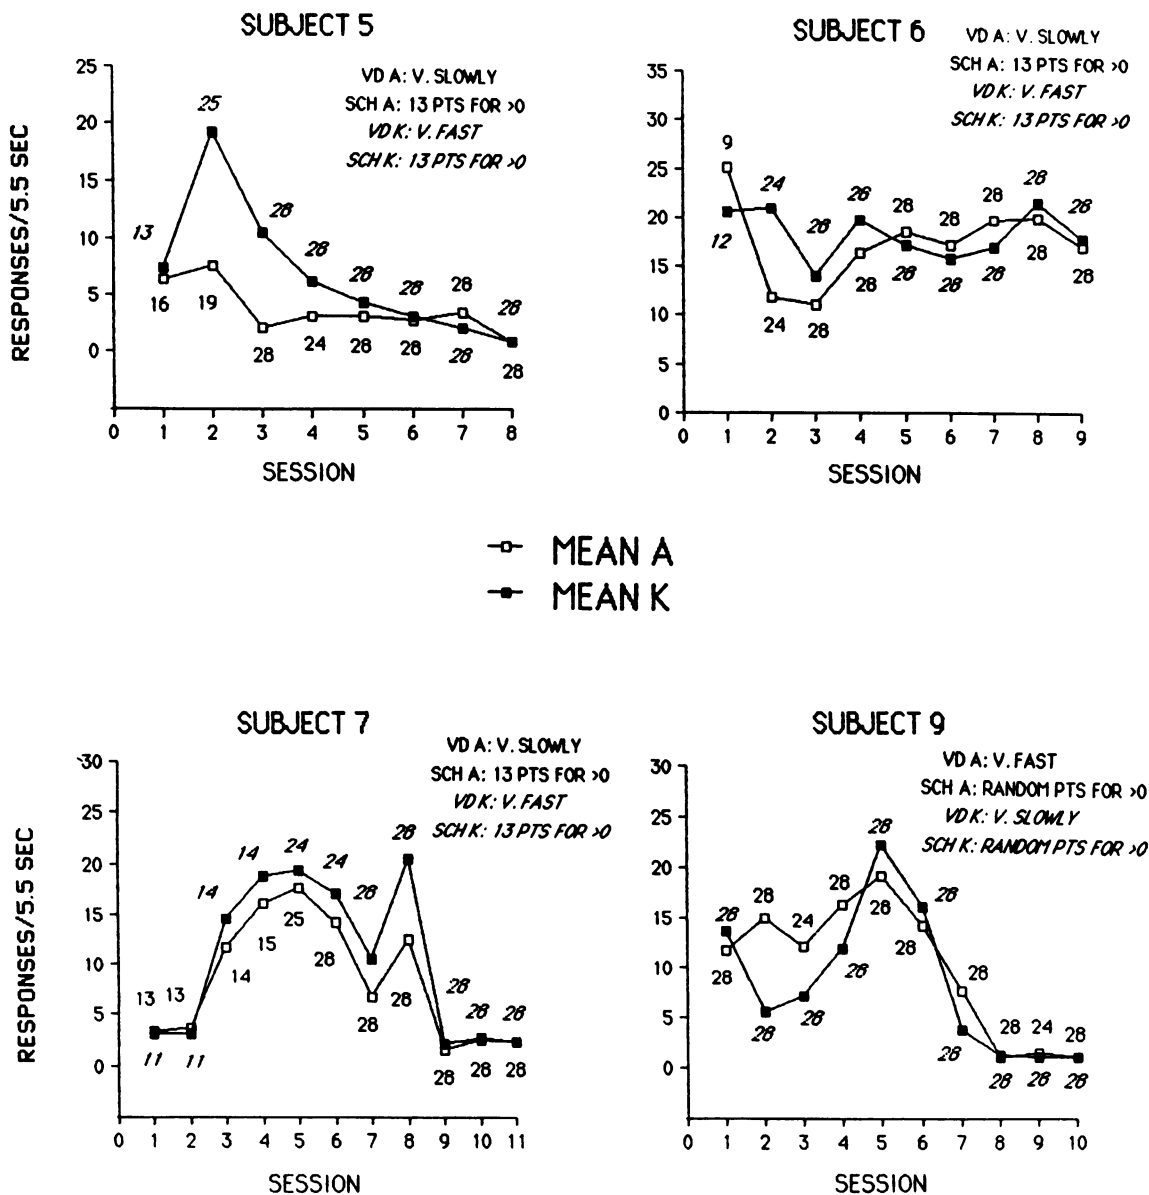 SUBJECT 5
VD A: V. SLOWLY
SCH A: 13 PTS FOR >0
VD K: V. FAST
SCH K: 13 PTS FOR >0
RESPONSES/5.5 SEC
25
20
15
10
5
0
13 25 28 28 28 28 28 28
16 19 28 24 28 28 28 28
0 1 2 3 4 5 6 7 8
SESSION
SUBJECT 6
VD A: V. SLOWLY
SCH A: 13 PTS FOR >0
VD K: V. FAST
SCH K: 13 PTS FOR >0
35
30
25
20
15
10
5
0
9 24 28 28 28 28 28 28 28
12 24 28 28 28 28 28 28 28
0 1 2 3 4 5 6 7 8 9
SESSION
MEAN A
MEAN K
SUBJECT 7
VD A: V. SLOWLY
SCH A: 13 PTS FOR >0
VD K: V. FAST
SCH K: 13 PTS FOR >0
RESPONSES/5.5 SEC
30
25
20
15
10
5
0
13 13 14 14 24 24 28 28 28 28 28
11 11 14 15 25 28 28 28 28 28 28
0 1 2 3 4 5 6 7 8 9 10 11
SESSION
SUBJECT 9
VD A: V. FAST
SCH A: RANDOM PTS FOR >0
VD K: V. SLOWLY
SCH K: RANDOM PTS FOR >0
30
25
20
15
10
5
0
28 28 24 28 28 28 28 28 24 28
28 28 28 28 28 28 28 28 28 28
0 1 2 3 4 5 6 7 8 9 10
SESSION